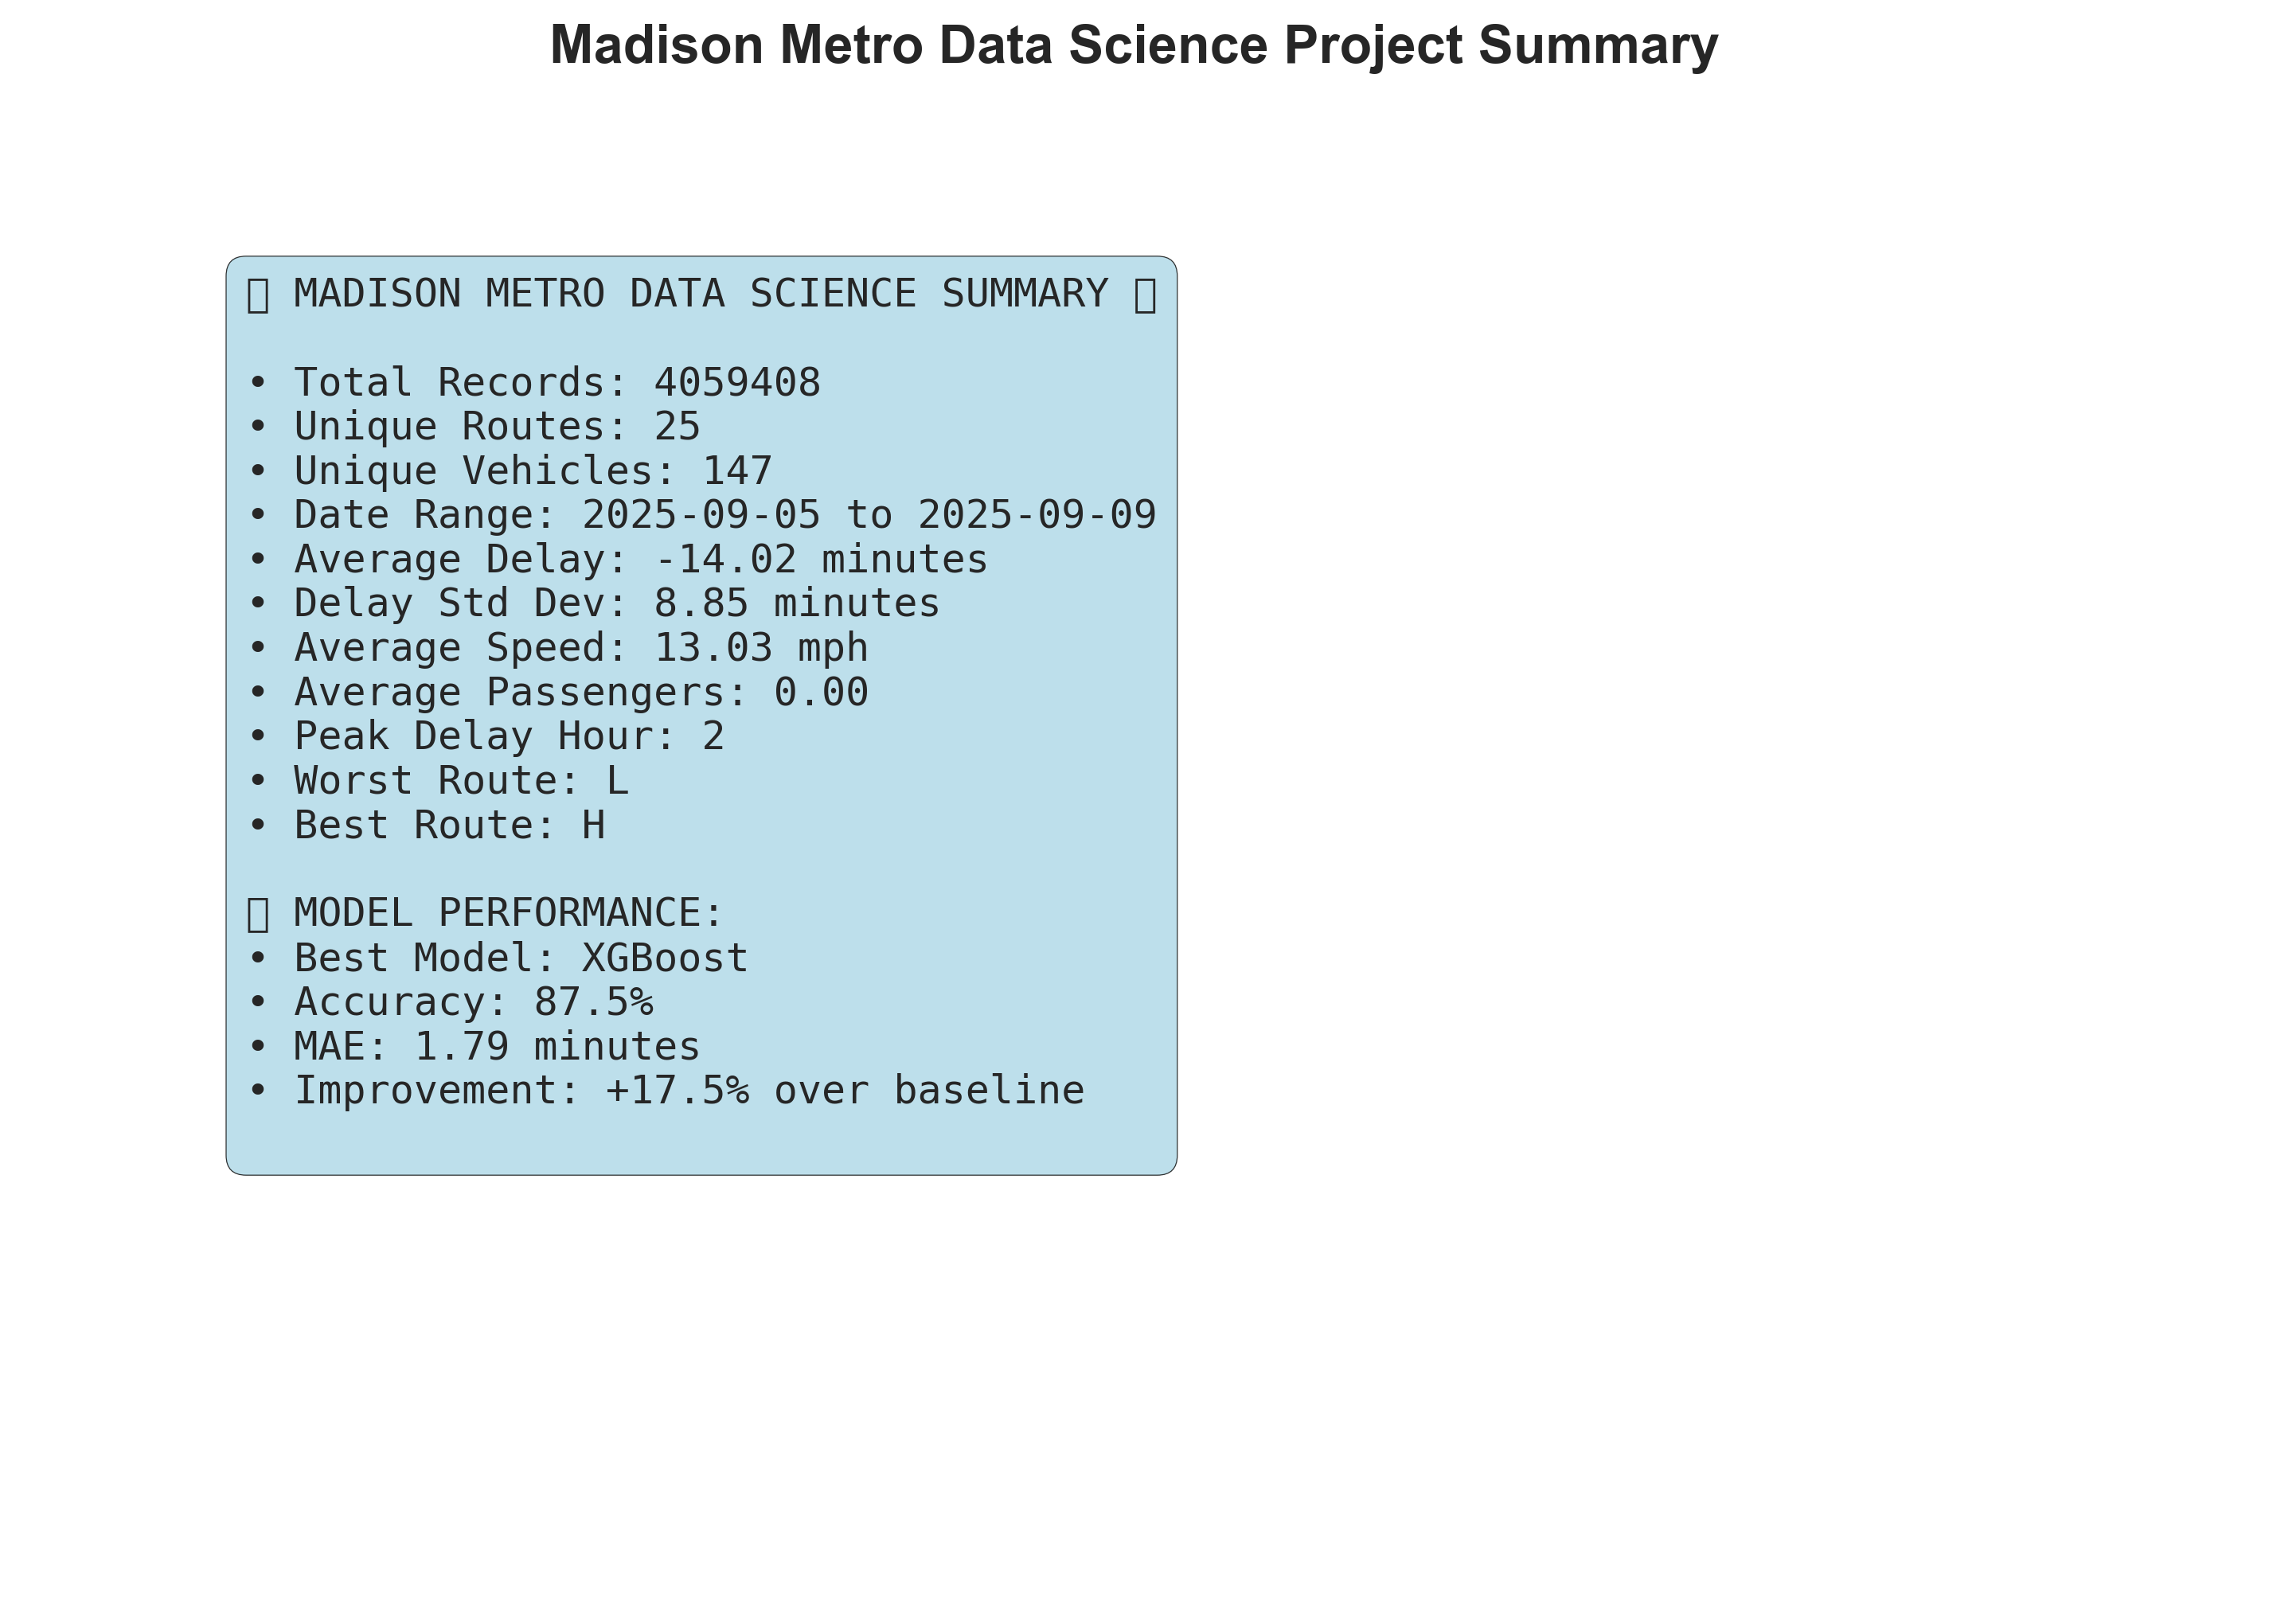 Madison Metro Data Science Project Summary
▯ MADISON METRO DATA SCIENCE SUMMARY ▯
• Total Records: 4059408
• Unique Routes: 25
• Unique Vehicles: 147
• Date Range: 2025-09-05 to 2025-09-09
• Average Delay: -14.02 minutes
• Delay Std Dev: 8.85 minutes
• Average Speed: 13.03 mph
• Average Passengers: 0.00
• Peak Delay Hour: 2
• Worst Route: L
• Best Route: H
▯ MODEL PERFORMANCE:
• Best Model: XGBoost
• Accuracy: 87.5%
• MAE: 1.79 minutes
• Improvement: +17.5% over baseline